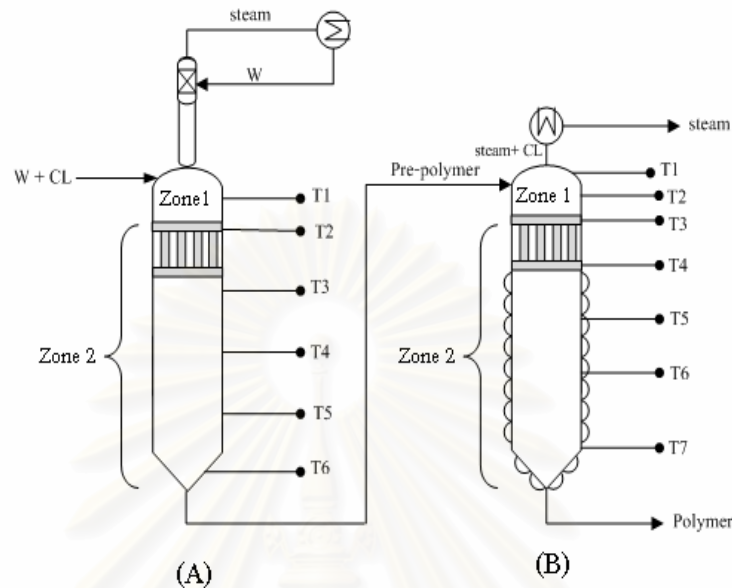 steam
W
W + CL
Zone1
T1
T2
T3
T4
T5
T6
Zone 2
(A)
Pre-polymer
steam
steam+ CL
Zone 1
T1
T2
T3
T4
T5
T6
T7
Zone 2
Polymer
(B)